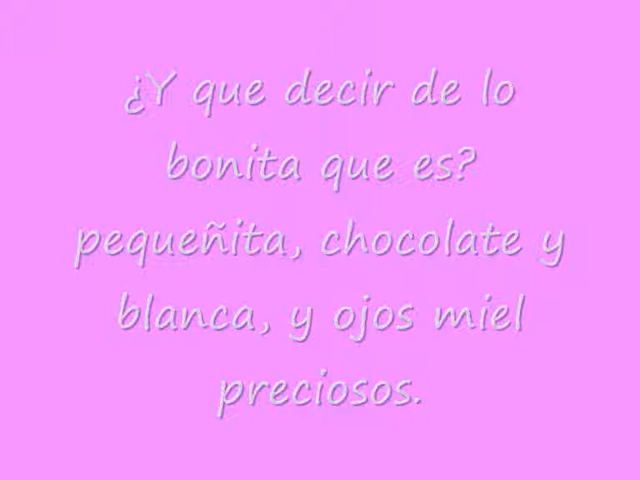 ¿Y que decir de lo
bonita que es?
pequeñita, chocolate y
blanca, y ojos miel
preciosos.